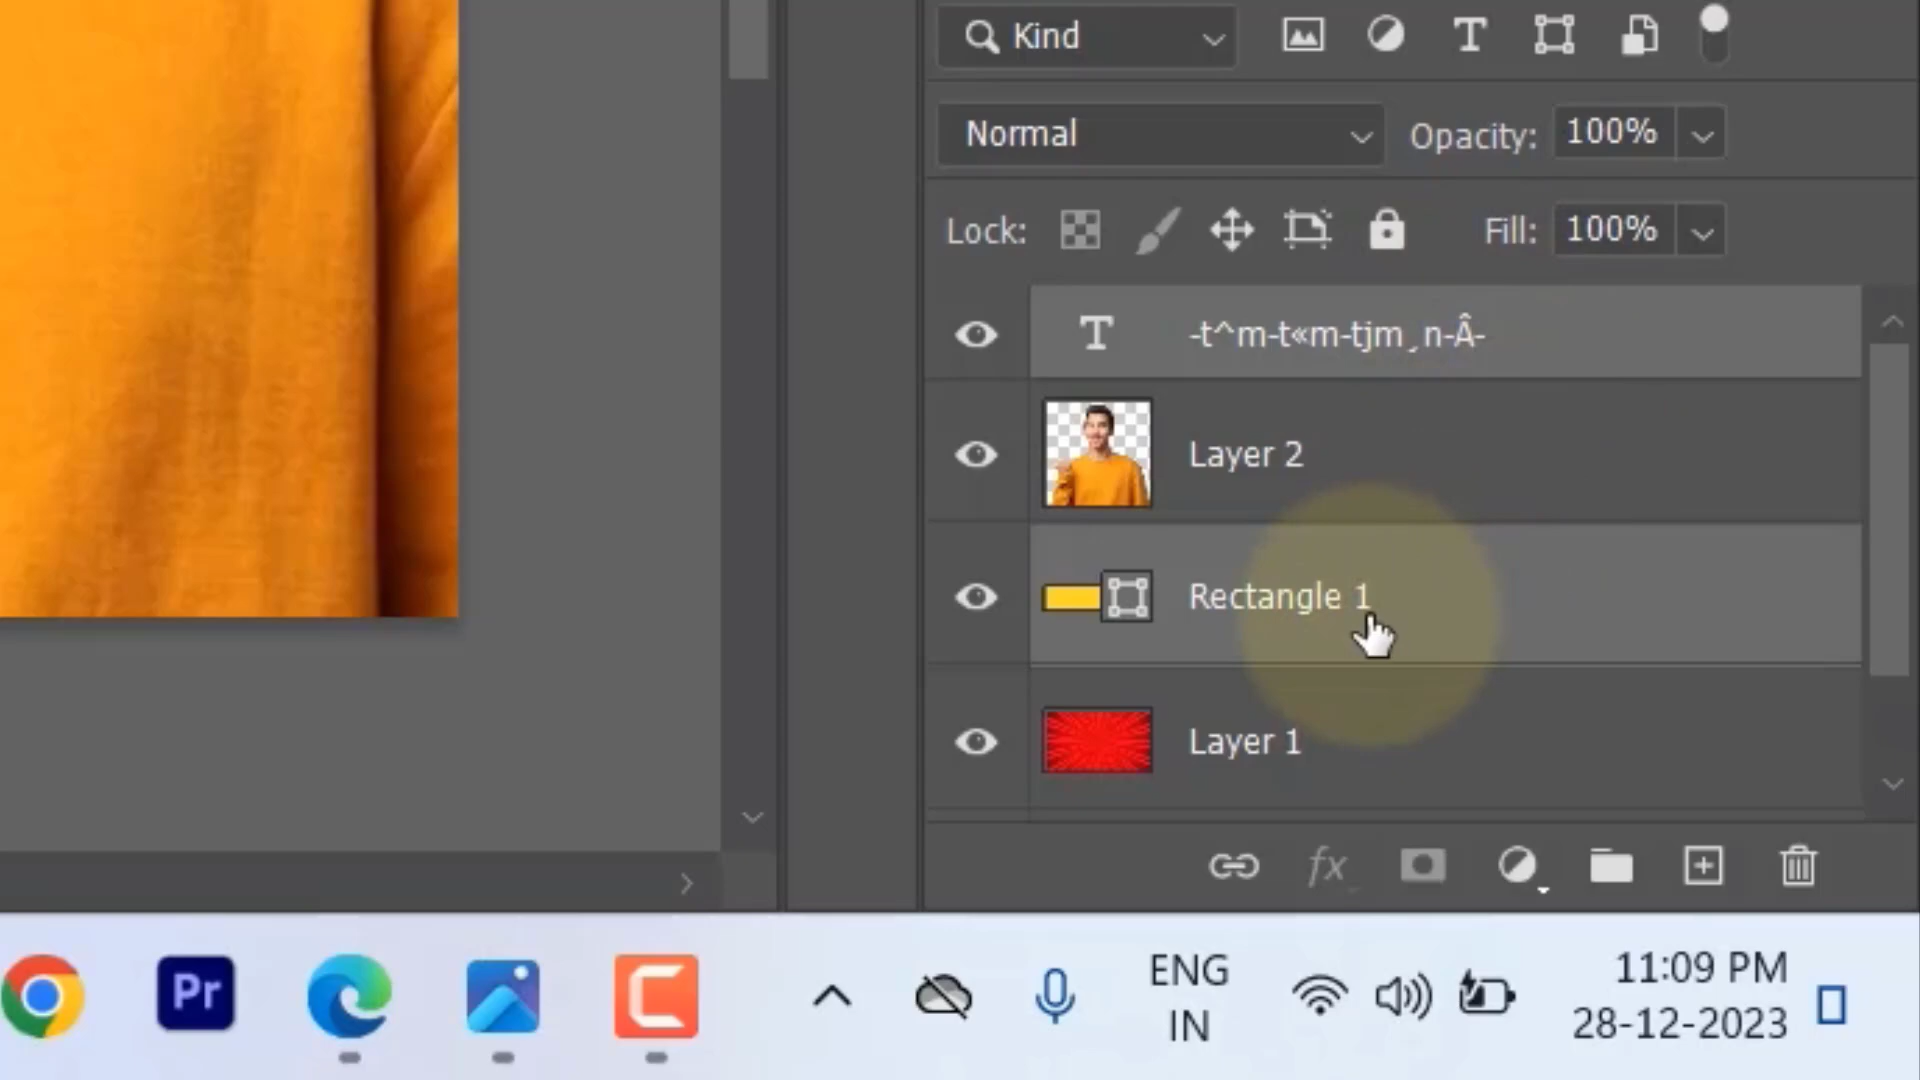 Kind
Normal
Opacity: 100%
Lock:
Fill: 100%
-t^m-t«m-tjm¸n-Â-
Layer 2
Rectangle 1
Layer 1
fx
Pr
ENG
IN
11:09 PM
28-12-2023